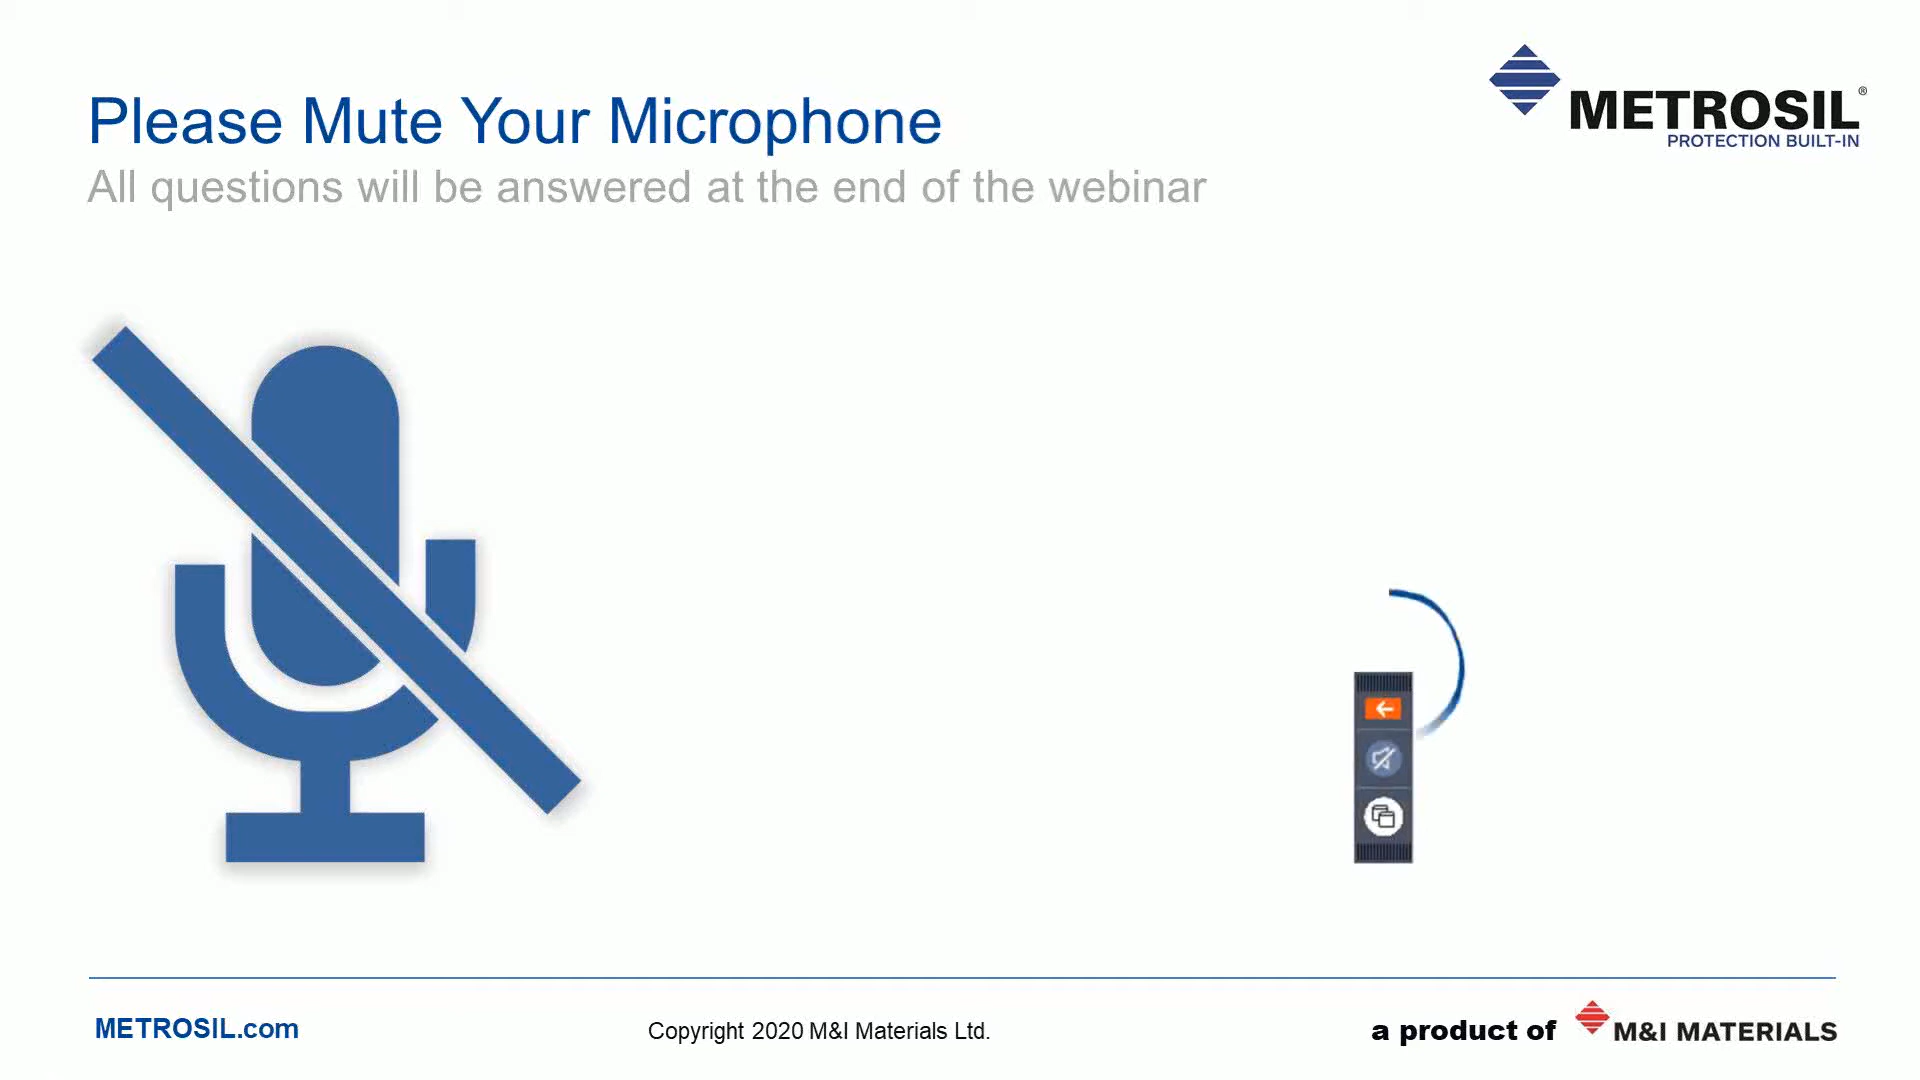 METROSIL®
PROTECTION BUILT-IN
Please Mute Your Microphone
All questions will be answered at the end of the webinar
METROSIL.com
Copyright 2020 M&I Materials Ltd.
a product of M&I MATERIALS